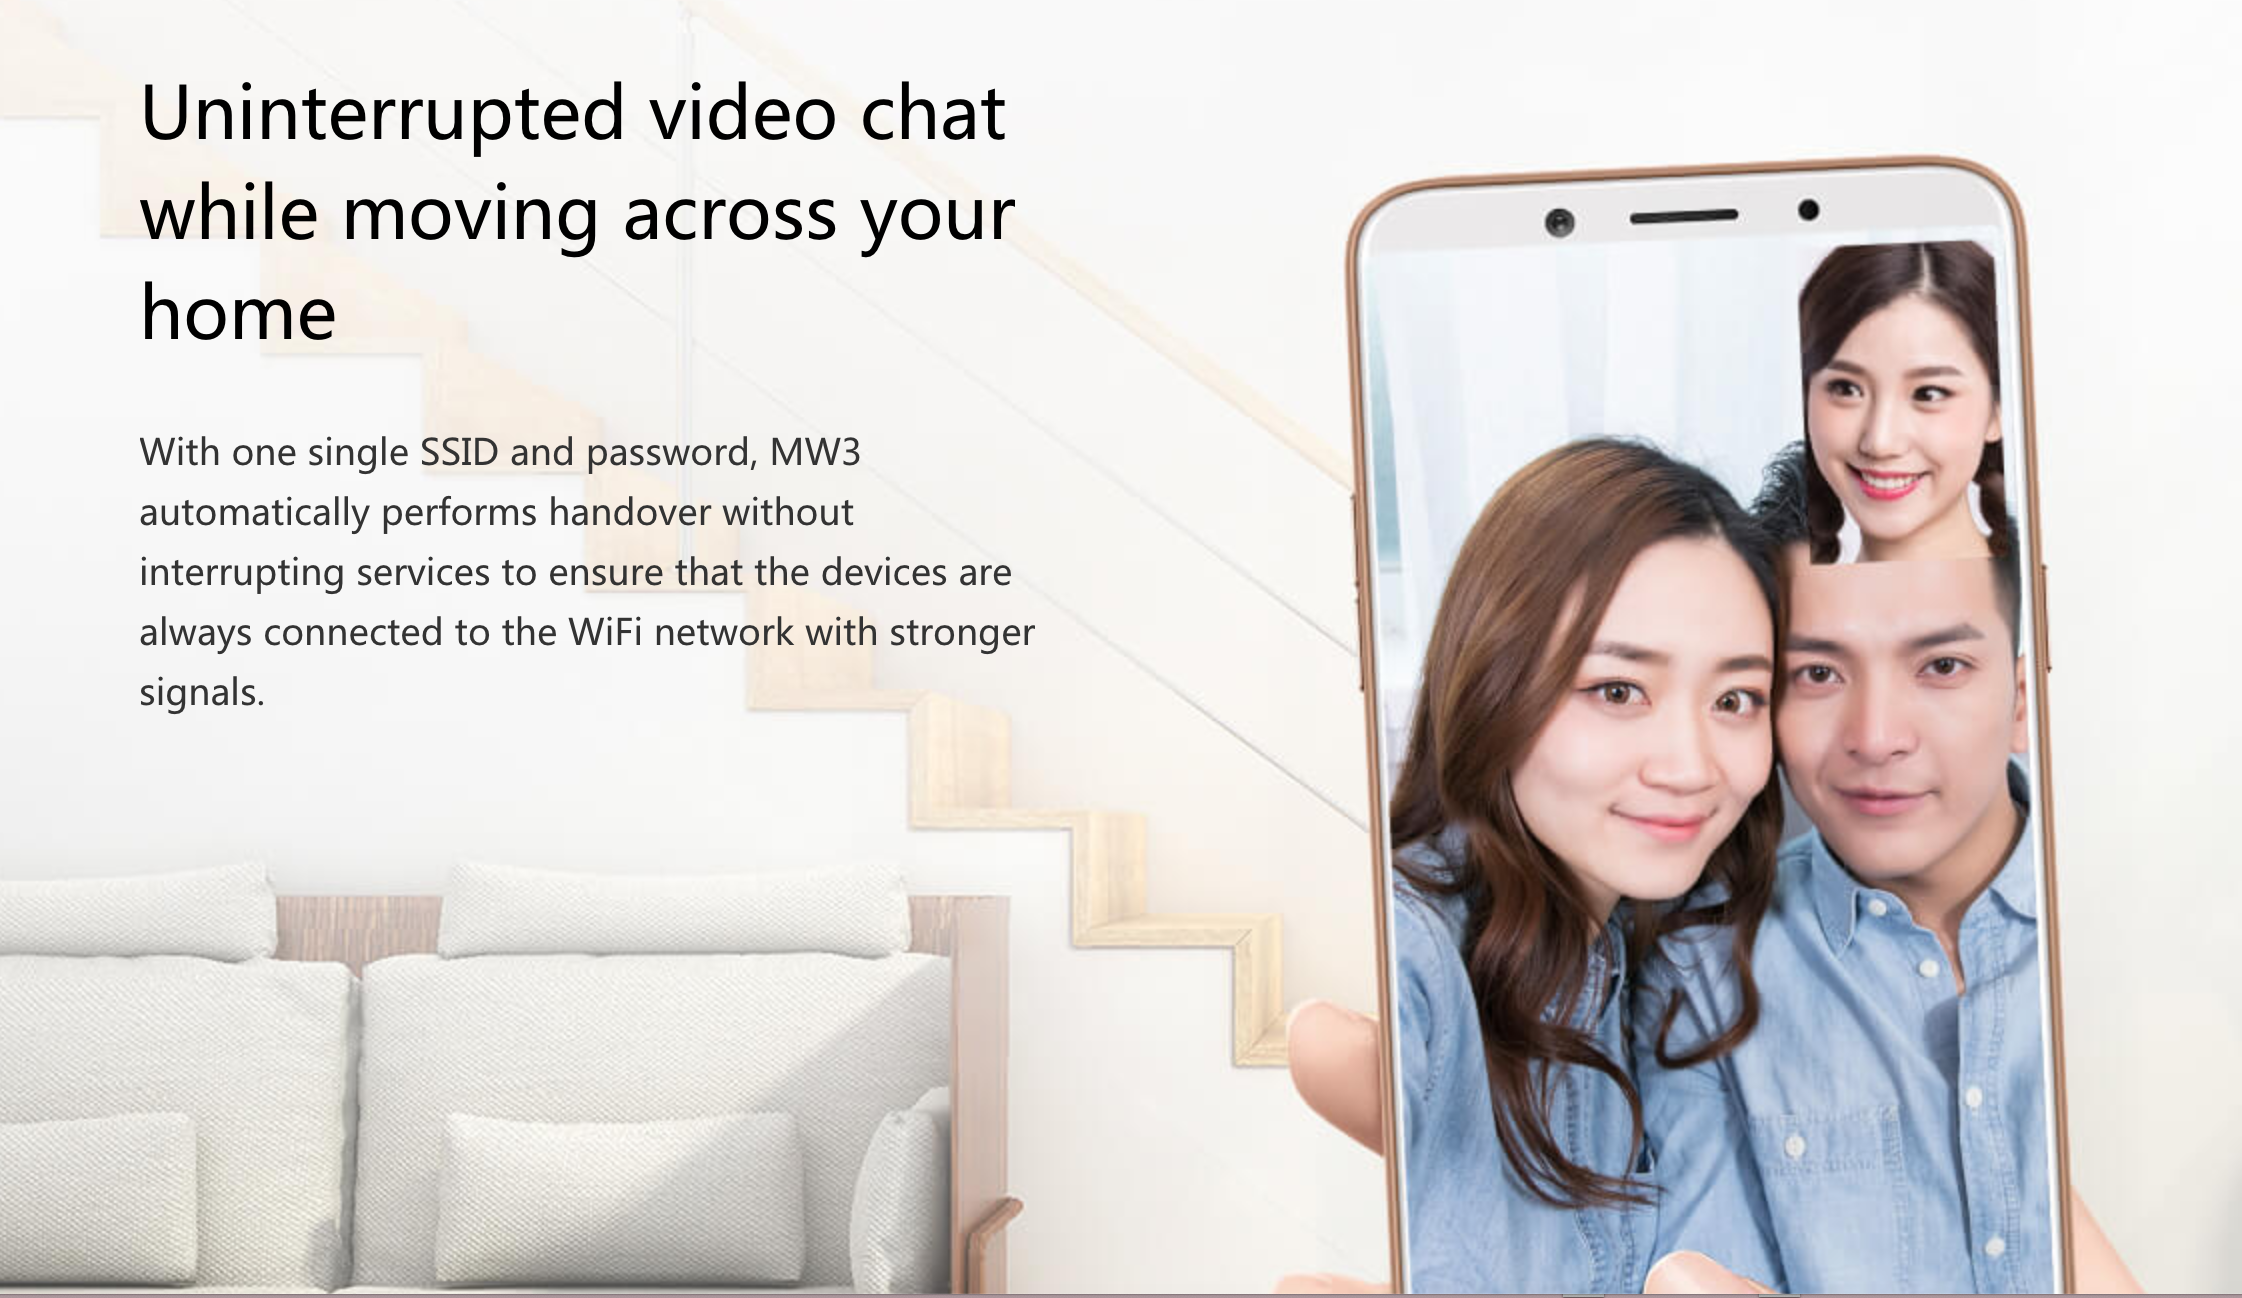 Uninterrupted video chat
while moving across your
home
With one single SSID and password, MW3
automatically performs handover without
interrupting services to ensure that the devices are
always connected to the WiFi network with stronger
signals.